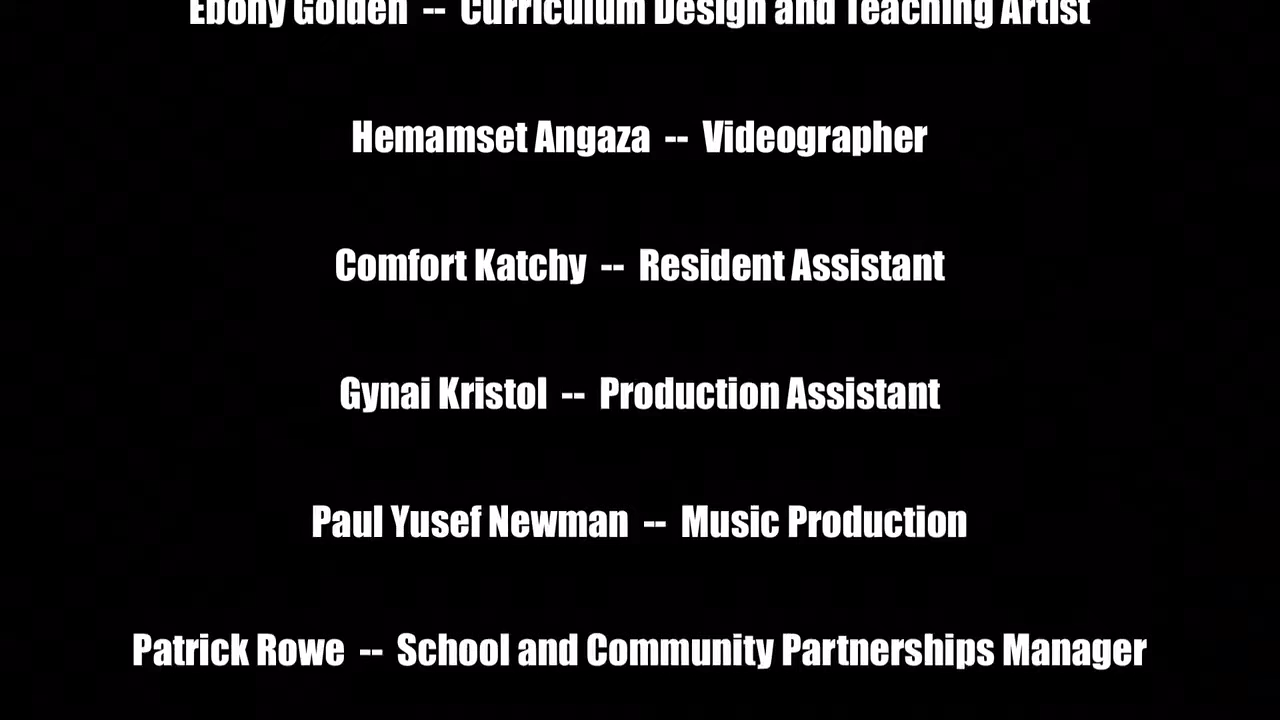 Ebony Golden -- Curriculum Design and Teaching Artist
Hemamset Angaza -- Videographer
Comfort Katchy -- Resident Assistant
Gynai Kristol -- Production Assistant
Paul Yusef Newman -- Music Production
Patrick Rowe -- School and Community Partnerships Manager